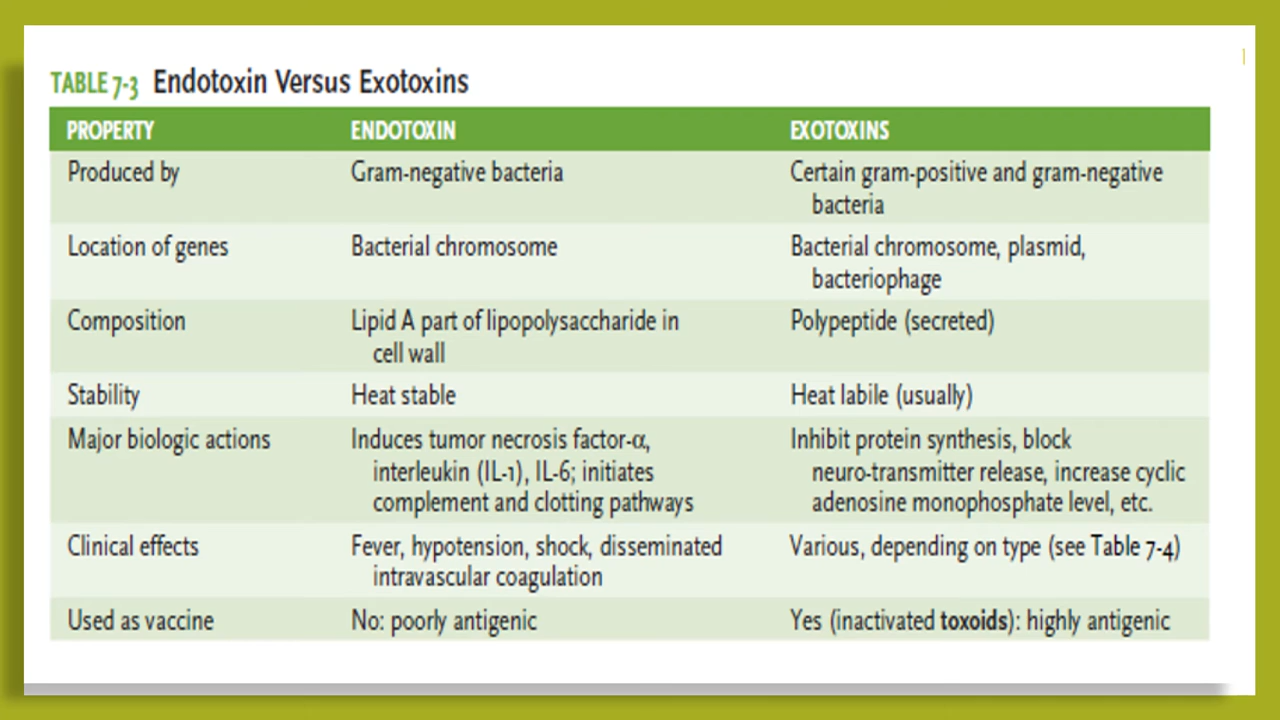 TABLE 7-3 Endotoxin Versus Exotoxins
PROPERTY ENDOTOXIN EXOTOXINS
Produced by Gram-negative bacteria Certain gram-positive and gram-negative
bacteria
Location of genes Bacterial chromosome Bacterial chromosome, plasmid,
bacteriophage
Composition Lipid A part of lipopolysaccharide in Polypeptide (secreted)
cell wall
Stability Heat stable Heat labile (usually)
Major biologic actions Induces tumor necrosis factor-α, Inhibit protein synthesis, block
interleukin (IL-1), IL-6; initiates neuro-transmitter release, increase cyclic
complement and clotting pathways adenosine monophosphate level, etc.
Clinical effects Fever, hypotension, shock, disseminated Various, depending on type (see Table 7-4)
intravascular coagulation
Used as vaccine No: poorly antigenic Yes (inactivated toxoids): highly antigenic